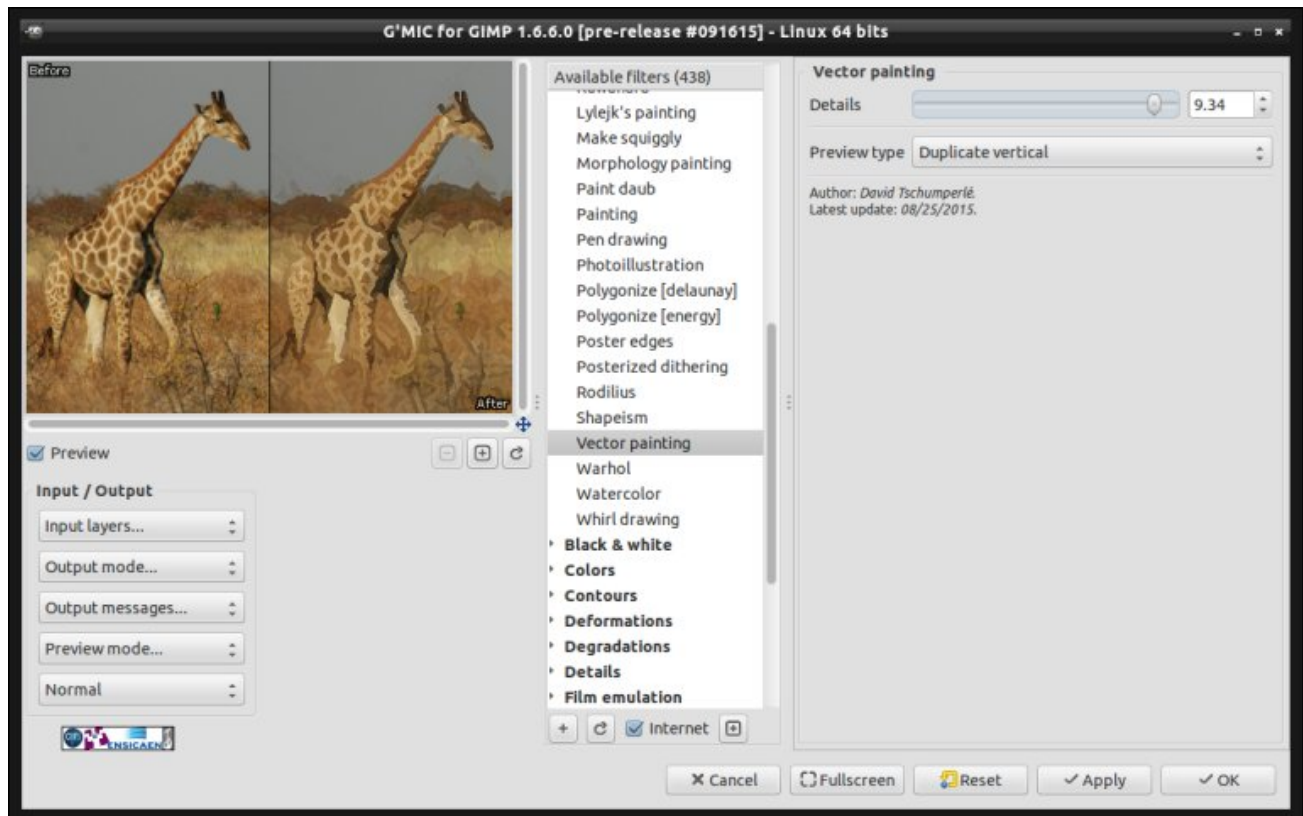 G'MIC for GIMP 1.6.6.0 [pre-release #091615] - Linux 64 bits
Before
After
Preview
Input / Output
Input layers...
Output mode...
Output messages...
Preview mode...
Normal
ENSICAEN
Available filters (438)
Lylejk's painting
Make squiggly
Morphology painting
Paint daub
Painting
Pen drawing
Photoillustration
Polygonize [delaunay]
Polygonize [energy]
Poster edges
Posterized dithering
Rodilius
Shapeism
Vector painting
Warhol
Watercolor
Whirl drawing
Black & white
Colors
Contours
Deformations
Degradations
Details
Film emulation
Internet
Vector painting
Details
9.34
Preview type
Duplicate vertical
Author: David Tschumperlé.
Latest update: 08/25/2015.
Cancel
Fullscreen
Reset
Apply
OK